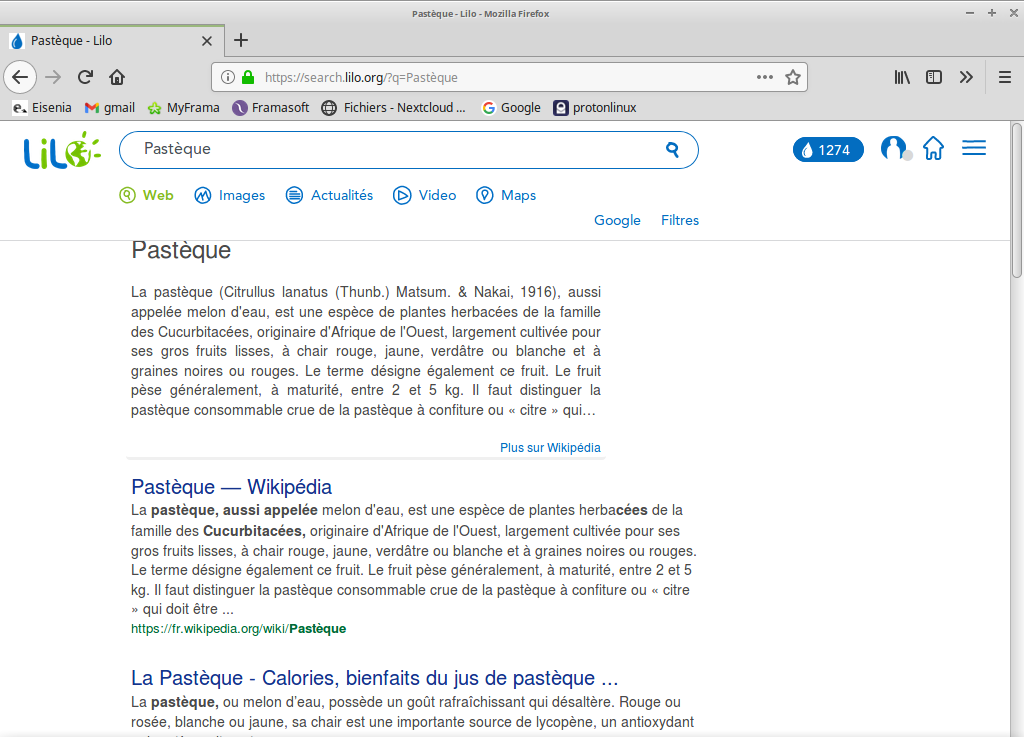 Pastèque - Lilo - Mozilla Firefox
Pastèque - Lilo
https://search.lilo.org/?q=Pastèque
Eisenia gmail MyFrama Framasoft Fichiers - Nextcloud ... Google protonlinux
LiLO Pastèque 1274
Web Images Actualités Video Maps
Google Filtres
Pastèque
La pastèque (Citrullus lanatus (Thunb.) Matsum. & Nakai, 1916), aussi
appelée melon d'eau, est une espèce de plantes herbacées de la famille
des Cucurbitacées, originaire d'Afrique de l'Ouest, largement cultivée pour
ses gros fruits lisses, à chair rouge, jaune, verdâtre ou blanche et à
graines noires ou rouges. Le terme désigne également ce fruit. Le fruit
pèse généralement, à maturité, entre 2 et 5 kg. Il faut distinguer la
pastèque consommable crue de la pastèque à confiture ou « citre » qui…
Plus sur Wikipédia
Pastèque — Wikipédia
La pastèque, aussi appelée melon d'eau, est une espèce de plantes herbacées de la
famille des Cucurbitacées, originaire d'Afrique de l'Ouest, largement cultivée pour ses
gros fruits lisses, à chair rouge, jaune, verdâtre ou blanche et à graines noires ou rouges.
Le terme désigne également ce fruit. Le fruit pèse généralement, à maturité, entre 2 et 5
kg. Il faut distinguer la pastèque consommable crue de la pastèque à confiture ou « citre
» qui doit être ...
https://fr.wikipedia.org/wiki/Pastèque
La Pastèque - Calories, bienfaits du jus de pastèque ...
La pastèque, ou melon d'eau, possède un goût rafraîchissant qui désaltère. Rouge ou
rosée, blanche ou jaune, sa chair est une importante source de lycopène, un antioxydant